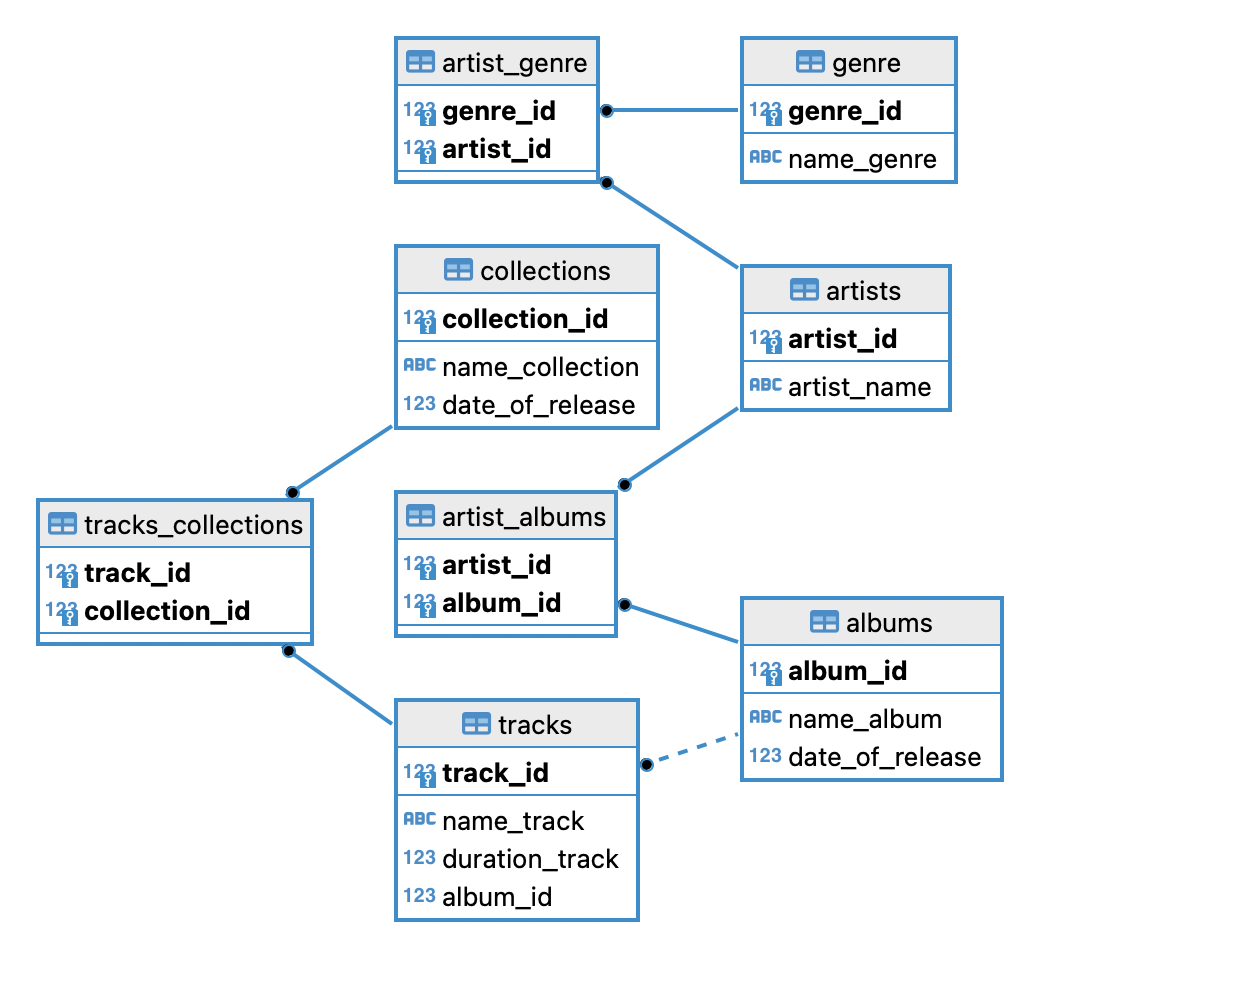 artist_genre
123 genre_id
123 artist_id
genre
123 genre_id
ABC name_genre
collections
123 collection_id
ABC name_collection
123 date_of_release
artists
123 artist_id
ABC artist_name
tracks_collections
123 track_id
123 collection_id
artist_albums
123 artist_id
123 album_id
albums
123 album_id
ABC name_album
123 date_of_release
tracks
123 track_id
ABC name_track
123 duration_track
123 album_id